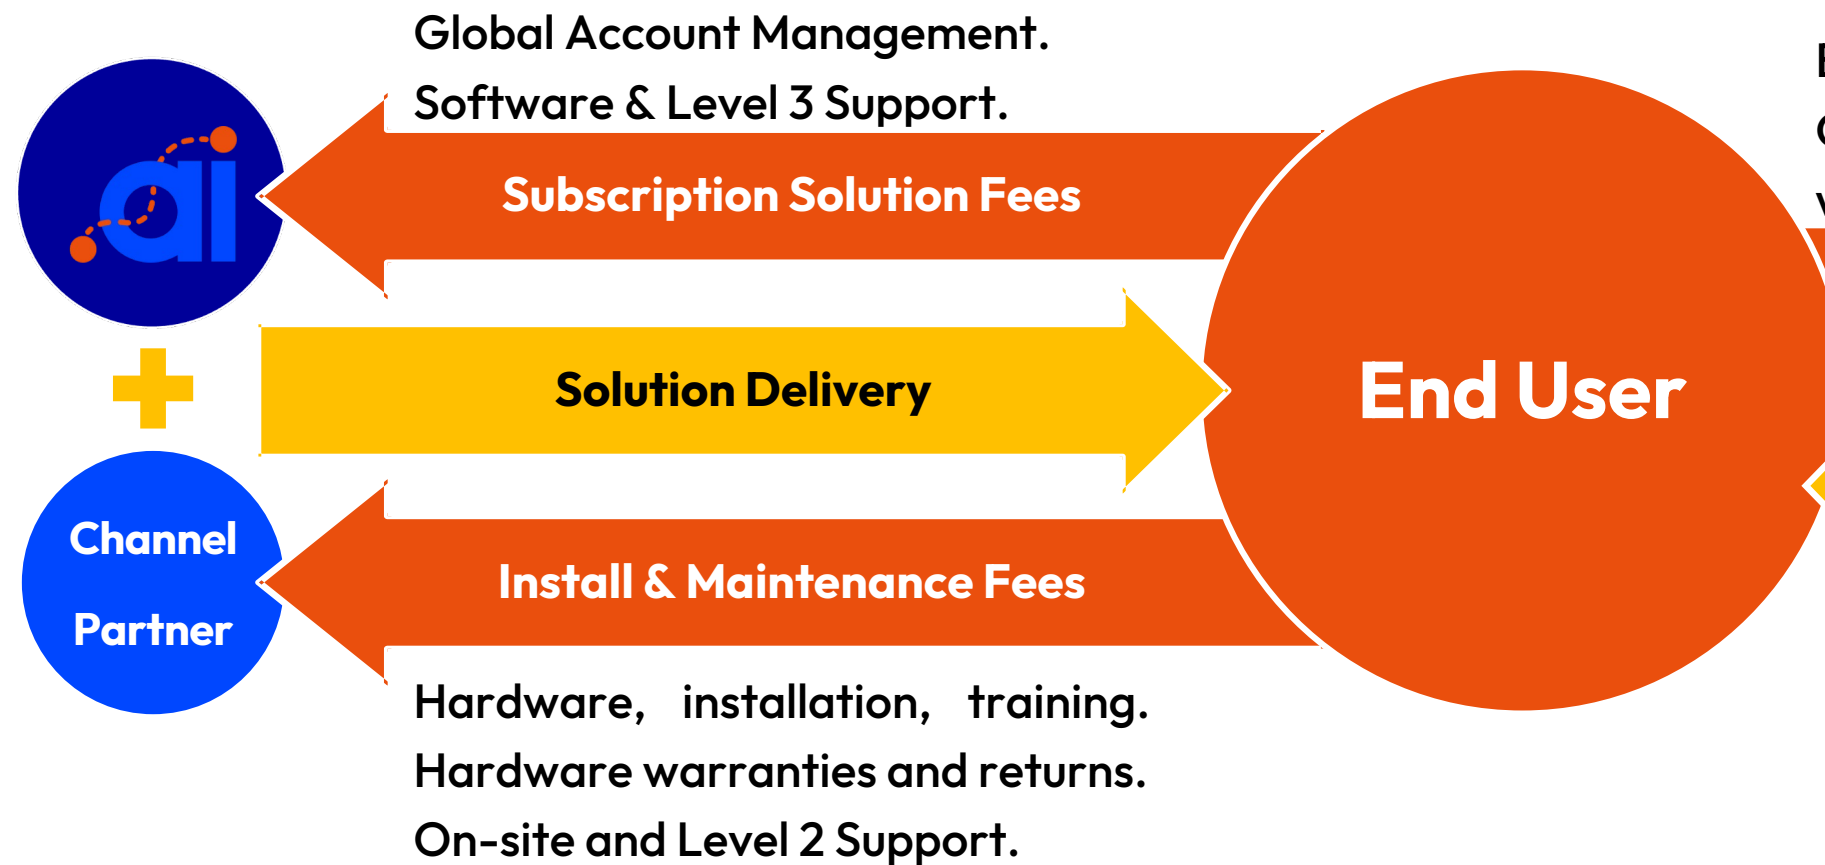 Global Account Management.
Software & Level 3 Support.
ai
Subscription Solution Fees
Solution Delivery
End User
Channel
Partner
Install & Maintenance Fees
Hardware, installation, training.
Hardware warranties and returns.
On-site and Level 2 Support.